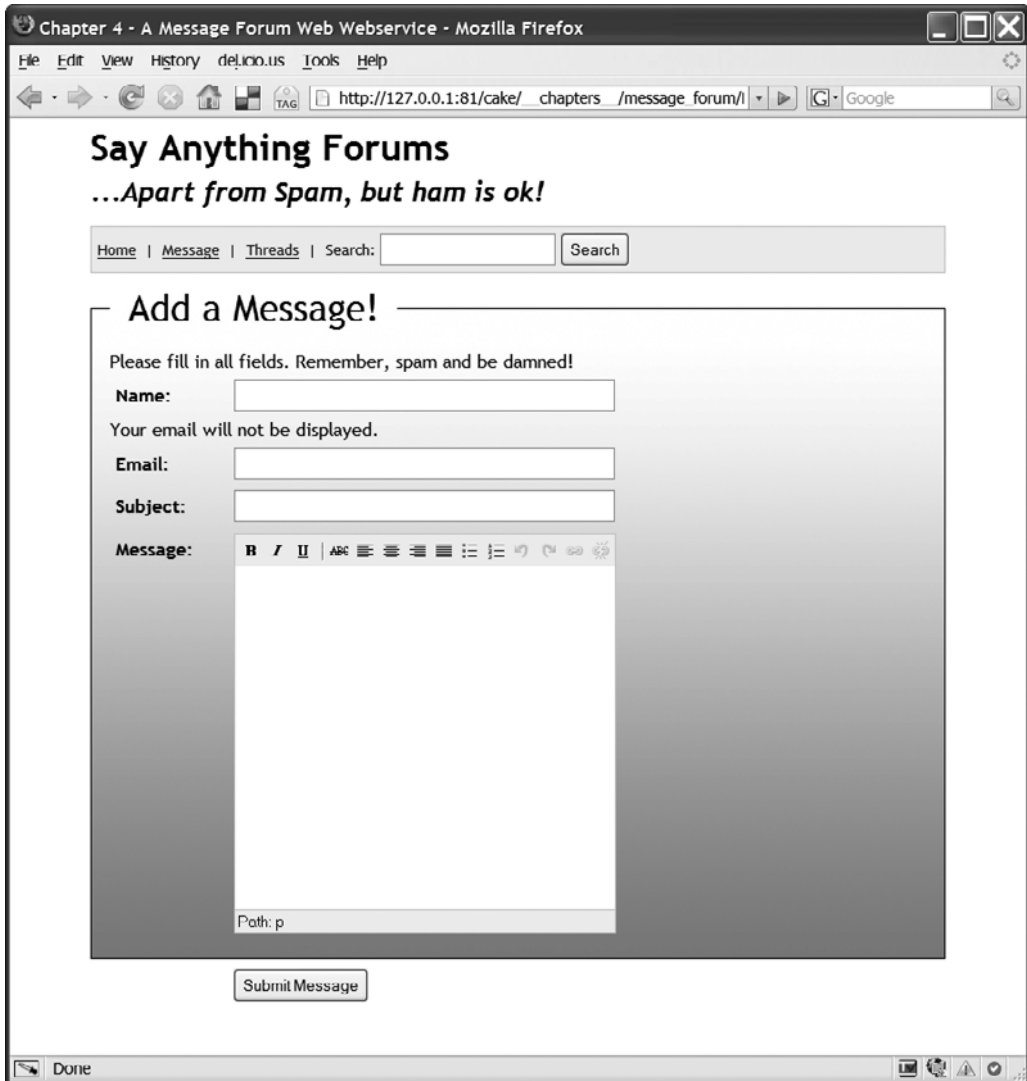 Chapter 4 - A Message Forum Web Webservice - Mozilla Firefox
File Edit View History del.icio.us Tools Help
TAG http://127.0.0.1:81/cake/__chapters__/message_forum/ G Google
Say Anything Forums
...Apart from Spam, but ham is ok!
Home | Message | Threads | Search: Search
Add a Message!
Please fill in all fields. Remember, spam and be damned!
Name:
Your email will not be displayed.
Email:
Subject:
Message: B I U ABC
Path: p
Submit Message
Done